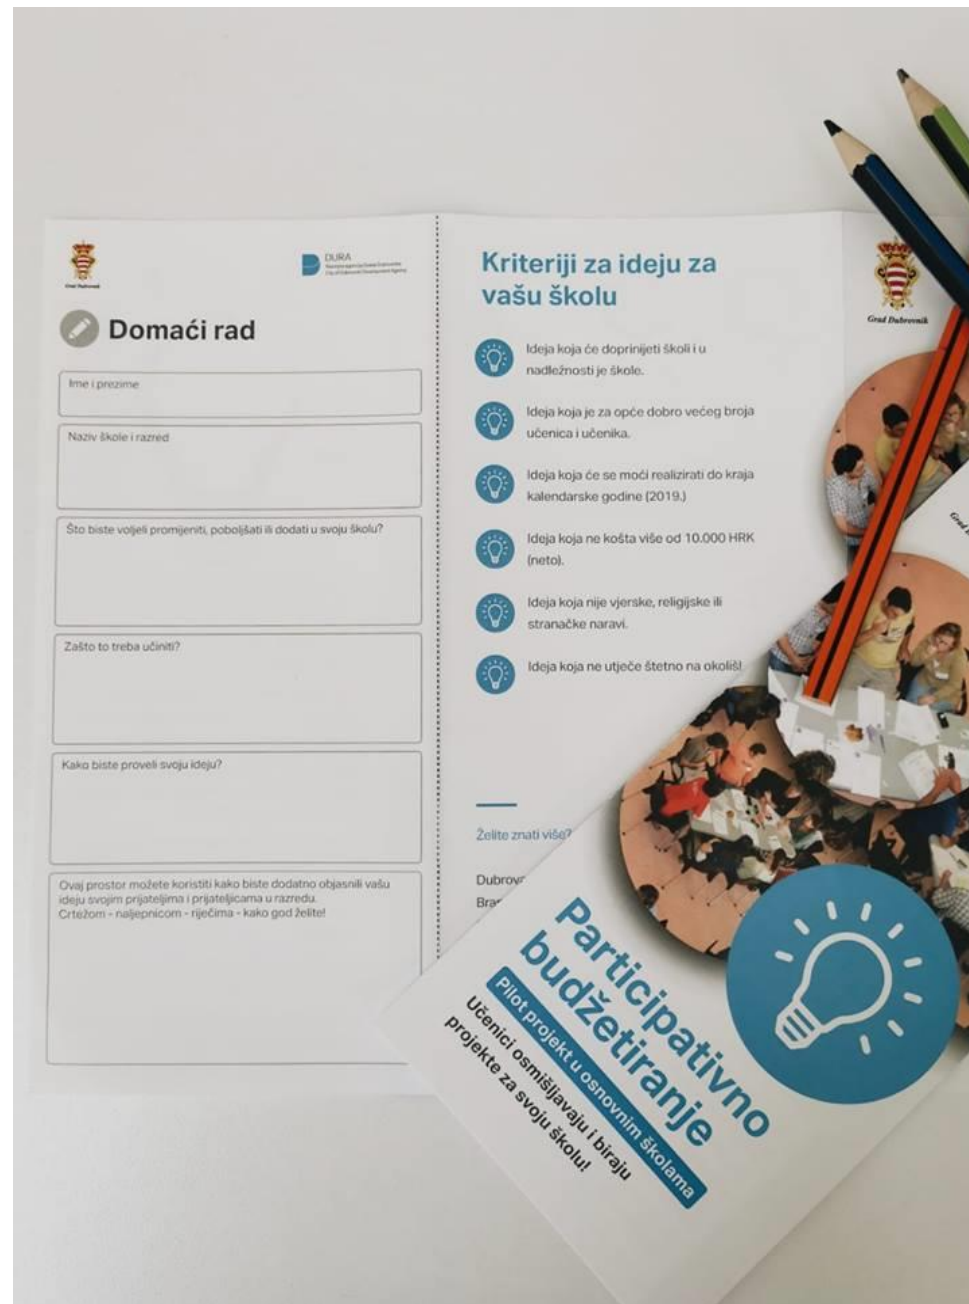 Grad Dubrovnik
DURA
Domaći rad
Ime i prezime
Naziv škole i razred
Što biste voljeli promijeniti, poboljšati ili dodati u svoju školu?
Zašto to treba učiniti?
Kako biste proveli svoju ideju?
Ovaj prostor možete koristiti kako biste dodatno objasnili vašu
ideju svojim prijateljima i prijateljicama u razredu.
Crtežom - naljepnicom - riječima - kako god želite!
Kriteriji za ideju za
vašu školu
Ideja koja će doprinijeti školi i u
nadležnosti je škole.
Ideja koja je za opće dobro većeg broja
učenica i učenika.
Ideja koja će se moći realizirati do kraja
kalendarske godine (2019.)
Ideja koja ne košta više od 10.000 HRK
(neto).
Ideja koja nije vjerske, religijske ili
stranačke naravi.
Ideja koja ne utječe štetno na okoliš!
Želite znati više?
Grad Dubrovnik
Participativno
budžetiranje
Pilot projekt u osnovnim školama
Učenici osmišljavaju i biraju
projekte za svoju školu!